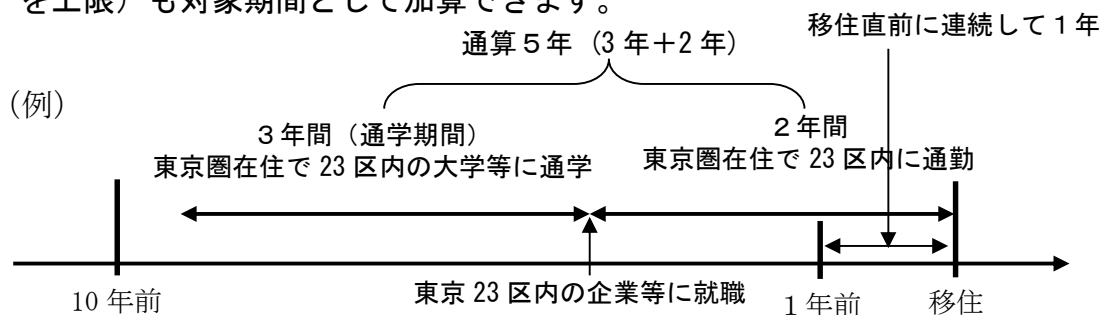 を上限）も対象期間として加算できます。
移住直前に連続して１年
通算５年（3 年＋2 年）
（例）
３年間（通学期間）
東京圏在住で 23 区内の大学等に通学
２年間
東京圏在住で 23 区内に通勤
東京 23 区内の企業等に就職
10 年前
１年前
移住